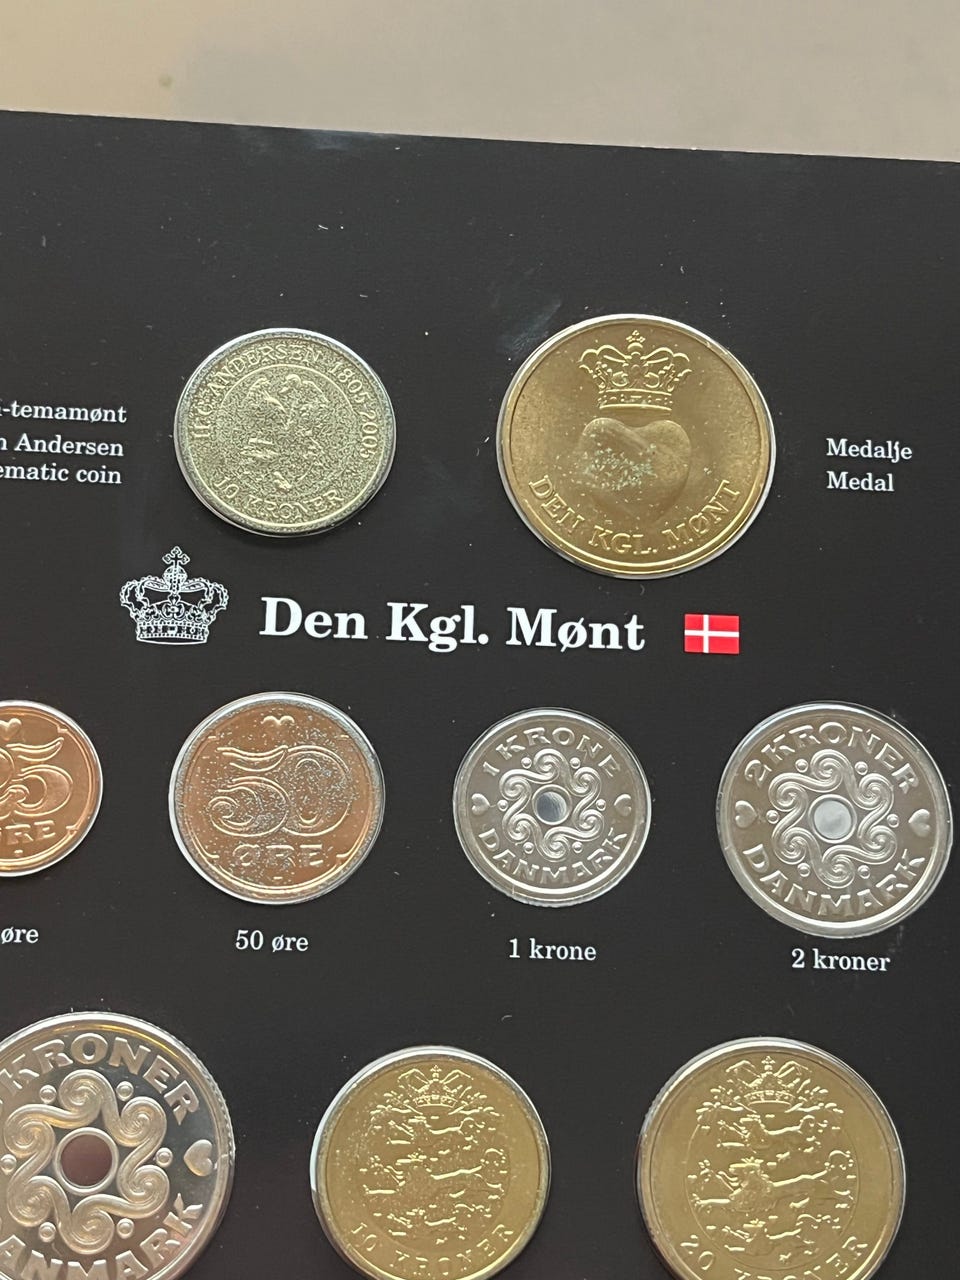 -temamønt
n Andersen
ematic coin
H.C. ANDERSEN 1805 2005
10 KRONER
DEN KGL. MØNT
Medalje
Medal
Den Kgl. Mønt
25
ØRE
50
ØRE
1 KRONE
DANMARK
2 KRONER
DANMARK
øre
50 øre
1 krone
2 kroner
KRONER
DANMARK
10 KRONER
20 KRONER